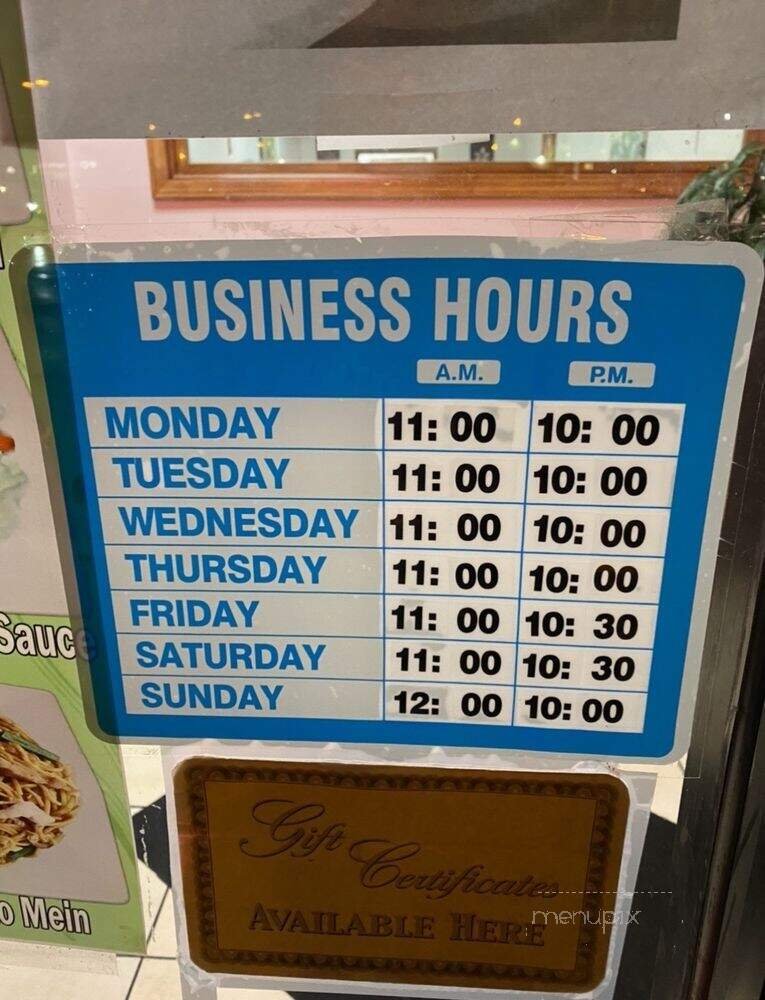 BUSINESS HOURS
A.M. P.M.
MONDAY 11: 00 10: 00
TUESDAY 11: 00 10: 00
WEDNESDAY 11: 00 10: 00
THURSDAY 11: 00 10: 00
FRIDAY 11: 00 10: 30
SATURDAY 11: 00 10: 30
SUNDAY 12: 00 10: 00
Sauce
o Mein
Gift
Certificates
AVAILABLE HERE
menupix